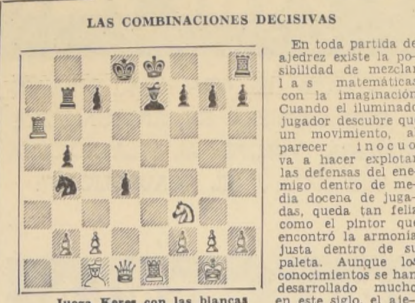 LAS COMBINACIONES DECISIVAS
En toda partida de
ajedrez existe la po-
sibilidad de mezclar
las matemáticas
con la imaginación.
Cuando el iluminado
jugador descubre que
un movimiento, al
parecer inocuo
va a hacer explotar
las defensas del ene-
migo dentro de me-
dia docena de juga-
das, queda tan feliz
como el pintor que
encontró la armonía
justa dentro de su
paleta. Aunque los
conocimientos se han
desarrollado mucho
en este siglo, el
Juega Keres con las blancas